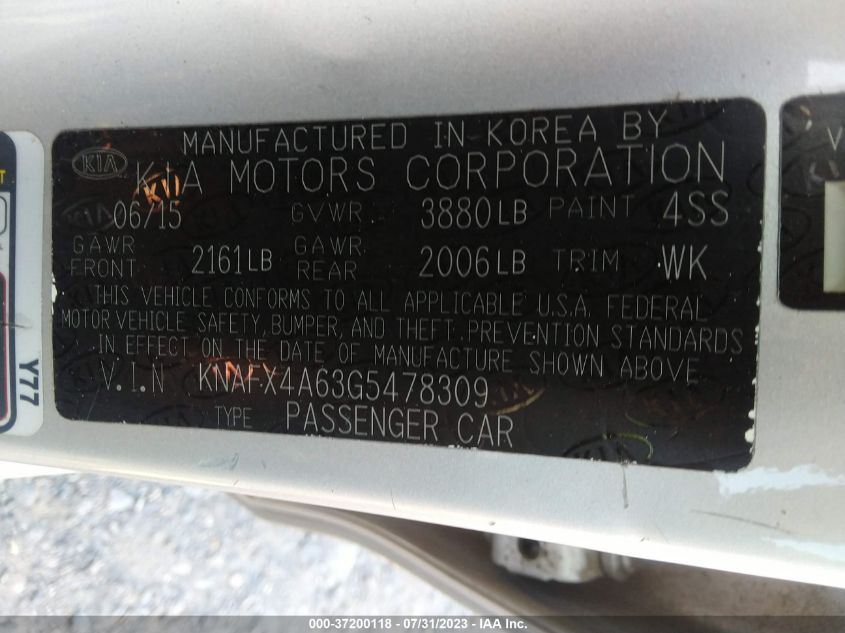 MANUFACTURED IN KOREA BY
KIA KIA MOTORS CORPORATION
06/15 GVWR 3880LB PAINT 4SS
GAWR FRONT 2161LB GAWR REAR 2006LB TRIM WK
THIS VEHICLE CONFORMS TO ALL APPLICABLE U.S.A. FEDERAL
MOTOR VEHICLE SAFETY, BUMPER, AND THEFT PREVENTION STANDARDS
IN EFFECT ON THE DATE OF MANUFACTURE SHOWN ABOVE
V.I.N KNAFX4A63G5478309
TYPE PASSENGER CAR
Y77
000-37200118 - 07/31/2023 - IAA Inc.